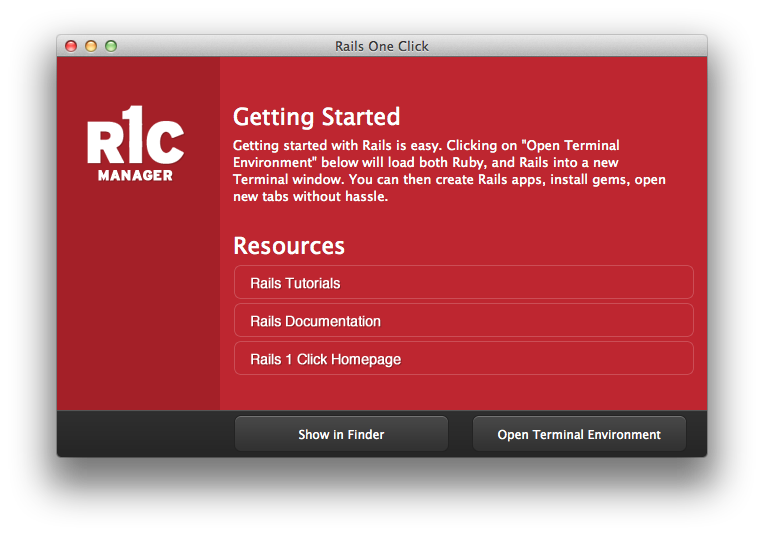 Rails One Click
R1C
MANAGER
Getting Started
Getting started with Rails is easy. Clicking on "Open Terminal
Environment" below will load both Ruby, and Rails into a new
Terminal window. You can then create Rails apps, install gems, open
new tabs without hassle.
Resources
Rails Tutorials
Rails Documentation
Rails 1 Click Homepage
Show in Finder
Open Terminal Environment